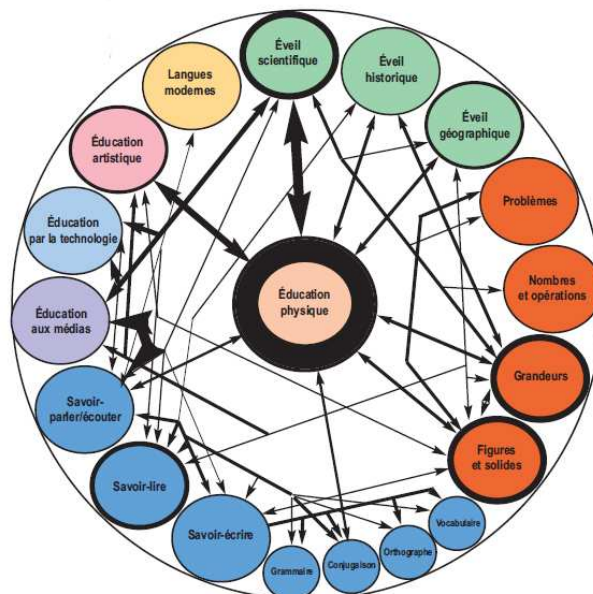 Éveil
scientifique
Éveil
historique
Langues
modernes
Éveil
géographique
Éducation
artistique
Problèmes
Éducation
par la technologie
Nombres
et opérations
Éducation
physique
Éducation
aux médias
Grandeurs
Savoir-
parler/écouter
Figures
et solides
Savoir-lire
Savoir-écrire
Vocabulaire
Orthographe
Conjugaison
Grammaire